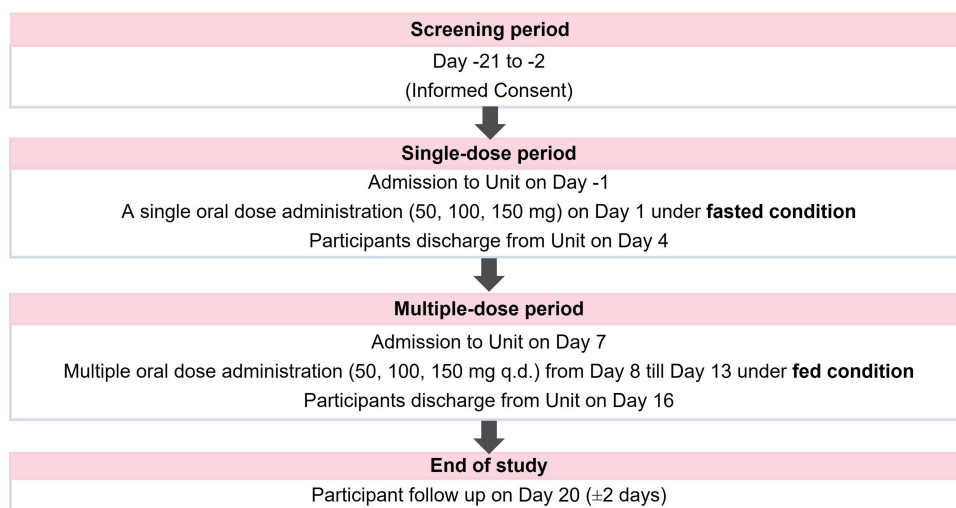 Screening period
Day -21 to -2
(Informed Consent)
Single-dose period
Admission to Unit on Day -1
A single oral dose administration (50, 100, 150 mg) on Day 1 under fasted condition
Participants discharge from Unit on Day 4
Multiple-dose period
Admission to Unit on Day 7
Multiple oral dose administration (50, 100, 150 mg q.d.) from Day 8 till Day 13 under fed condition
Participants discharge from Unit on Day 16
End of study
Participant follow up on Day 20 (±2 days)